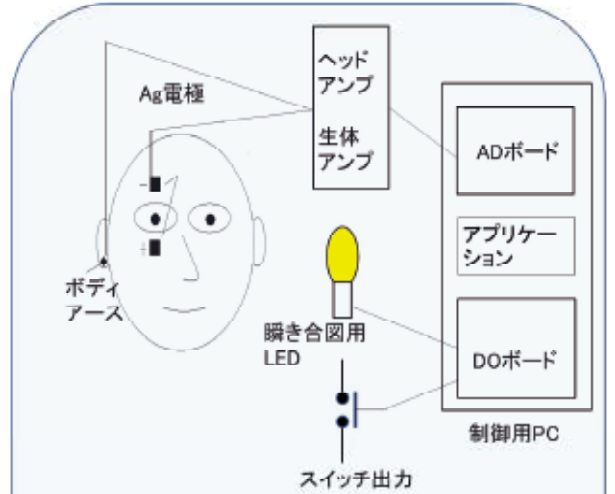 ヘッド
アンプ
生体
アンプ
Ag電極
ADボード
アプリケー
ション
ボディ
アース
瞬き合図用
LED
DOボード
制御用PC
スイッチ出力